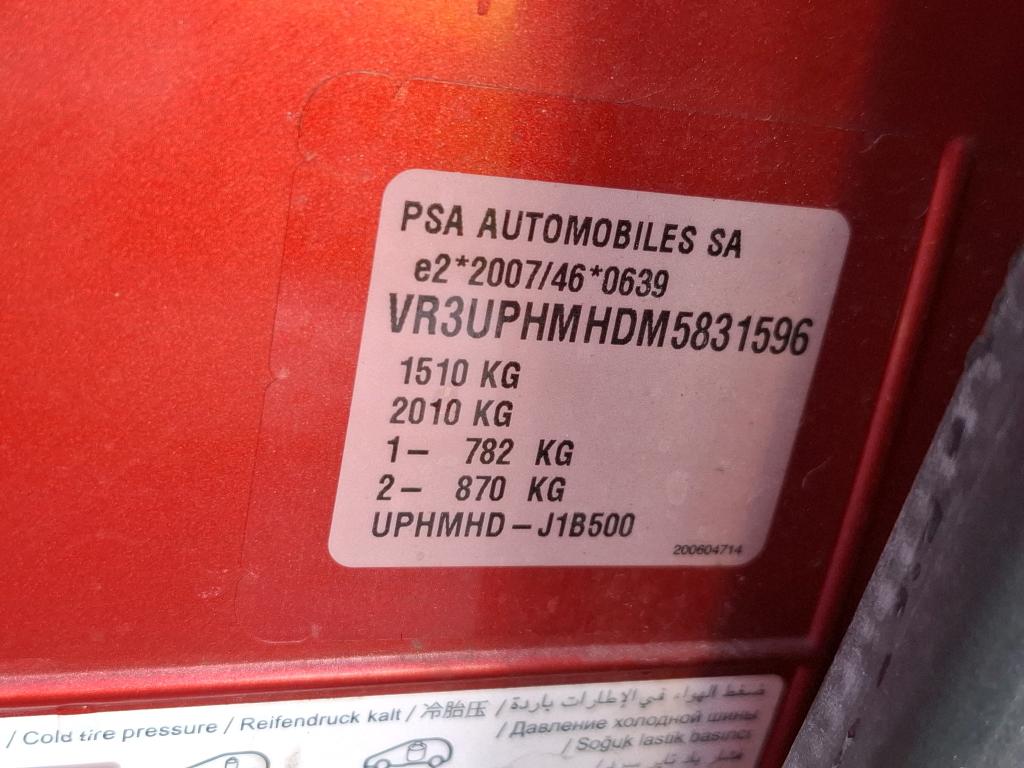 PSA AUTOMOBILES SA
e2*2007/46*0639
VR3UPHMHDM5831596
1510 KG
2010 KG
1- 782 KG
2- 870 KG
UPHMHD-J1B500
200604714
ضغط الهواء في الإطارات باردة /
/ Cold tire pressure / Reifendruck kalt / 冷胎压
/ Давление холодной шины
/ Soğuk lastik basıncı